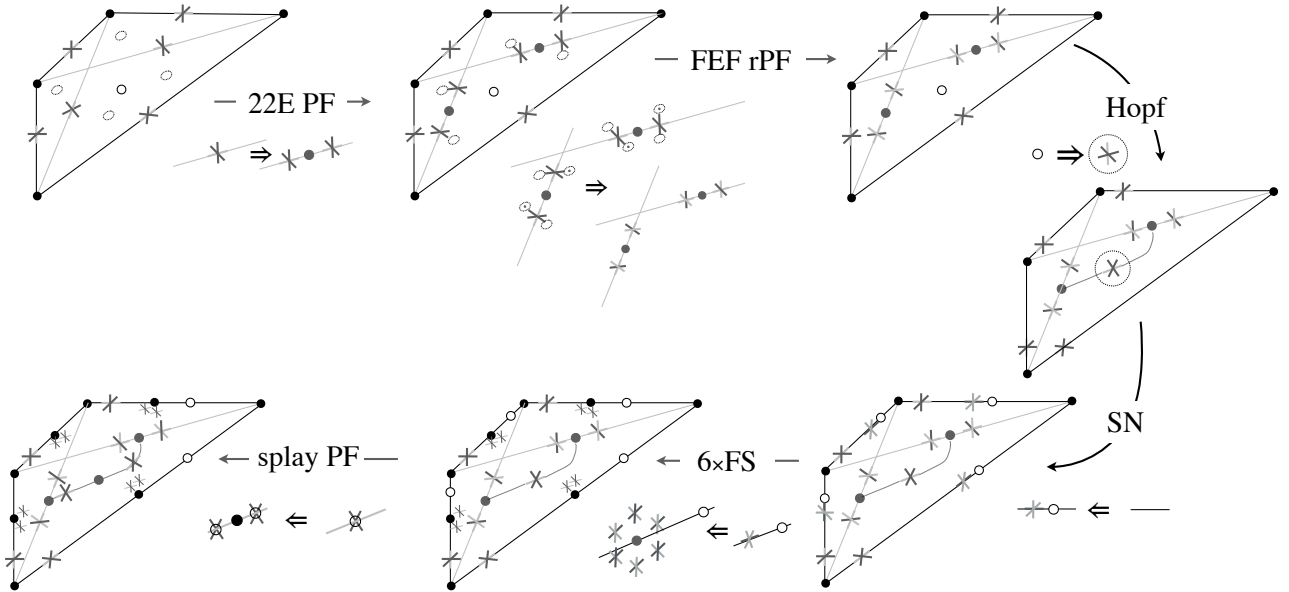 22E PF
FEF rPF
Hopf
SN
6×FS
splay PF